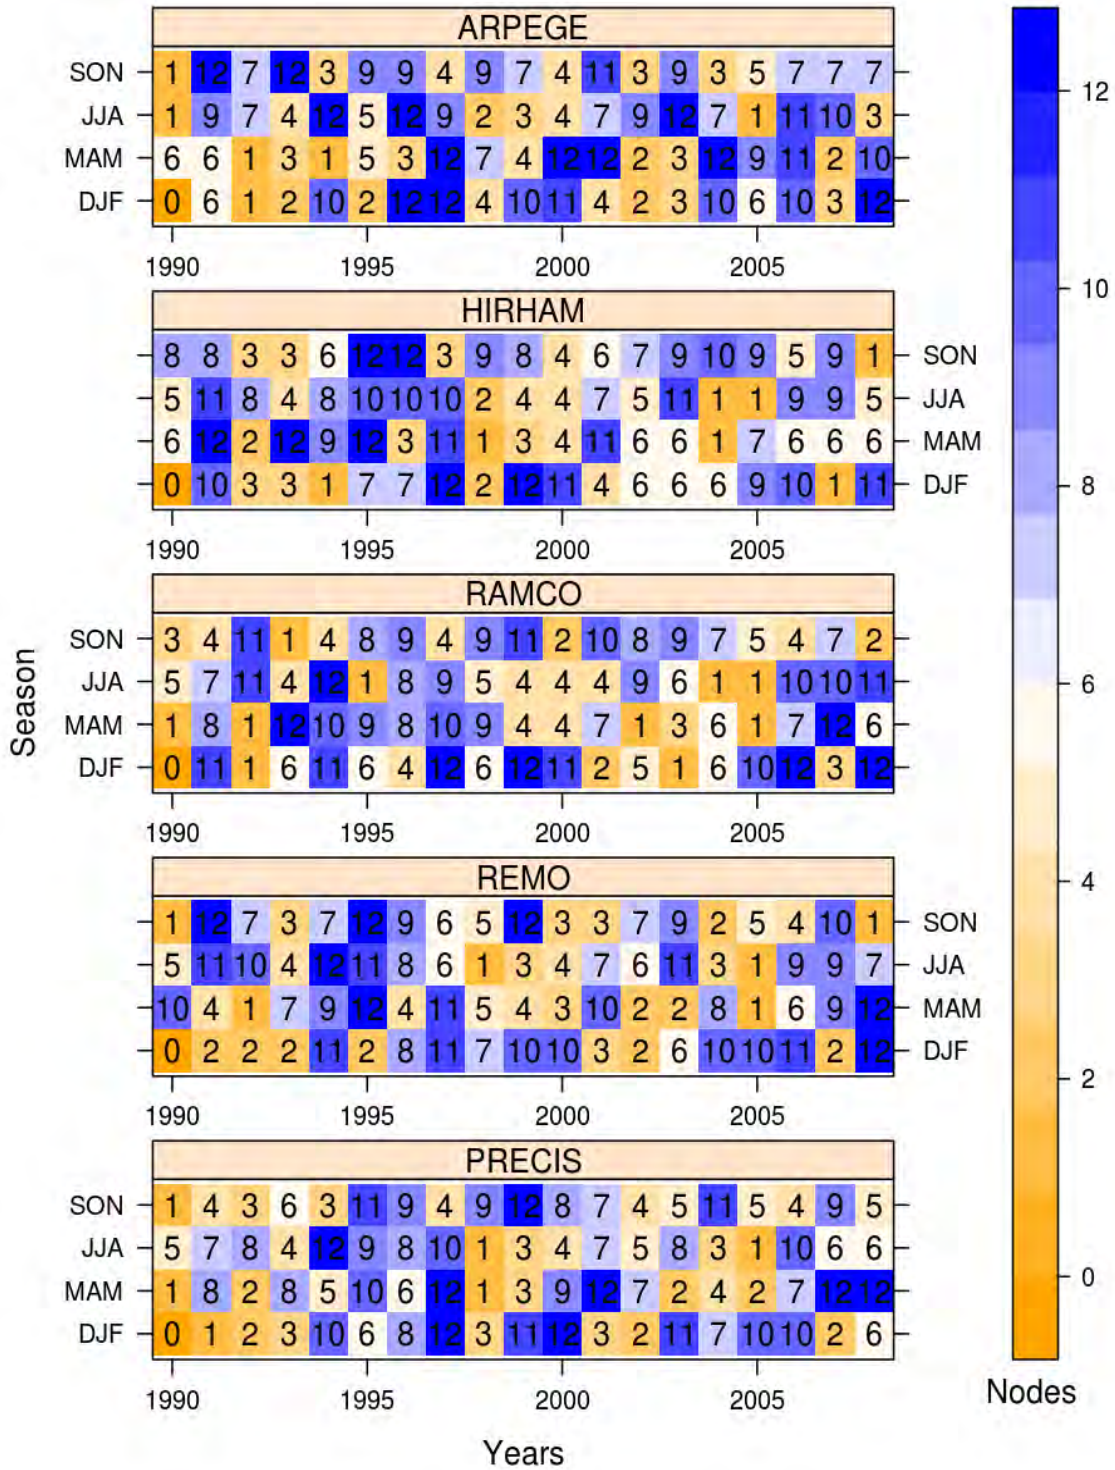 ARPEGE
SON 1 12 7 12 3 9 9 4 9 7 4 11 3 9 3 5 7 7 7
12
JJA 1 9 7 4 12 5 12 9 2 3 4 7 9 12 7 1 11 10 3
MAM 6 6 1 3 1 5 3 12 7 4 12 12 2 3 12 9 11 2 10
DJF 0 6 1 2 10 2 12 12 4 10 11 4 2 3 10 6 10 3 12
1990 1995 2000 2005
10
HIRHAM
8 8 3 3 6 12 12 3 9 8 4 6 7 9 10 9 5 9 1 SON
5 11 8 4 8 10 10 10 2 4 4 7 5 11 1 1 9 9 5 JJA
6 12 2 12 9 12 3 11 1 3 4 11 6 6 1 7 6 6 6 MAM
0 10 3 3 1 7 7 12 2 12 11 4 6 6 6 9 10 1 11 DJF
8
1990 1995 2000 2005
RAMCO
SON 3 4 11 1 4 8 9 4 9 11 2 10 8 9 7 5 4 7 2
JJA 5 7 11 4 12 1 8 9 5 4 4 4 9 6 1 1 10 10 11
6
MAM 1 8 1 12 10 9 8 10 9 4 4 7 1 3 6 1 7 12 6
DJF 0 11 1 6 11 6 4 12 6 12 11 2 5 1 6 10 12 3 12
1990 1995 2000 2005
Season
REMO
4
1 12 7 3 7 12 9 6 5 12 3 3 7 9 2 5 4 10 1 SON
5 11 10 4 12 11 8 6 1 3 4 7 6 11 3 1 9 9 7 JJA
10 4 1 7 9 12 4 11 5 4 3 10 2 2 8 1 6 9 12 MAM
0 2 2 2 11 2 8 11 7 10 10 3 2 6 10 10 11 2 12 DJF
2
1990 1995 2000 2005
PRECIS
SON 1 4 3 6 3 11 9 4 9 12 8 7 4 5 11 5 4 9 5
JJA 5 7 8 4 12 9 8 10 1 3 4 7 5 8 3 1 10 6 6
0
MAM 1 8 2 8 5 10 6 12 1 3 9 12 7 2 4 2 7 12 12
DJF 0 1 2 3 10 6 8 12 3 11 12 3 2 11 7 10 10 2 6
1990 1995 2000 2005
Nodes
Years